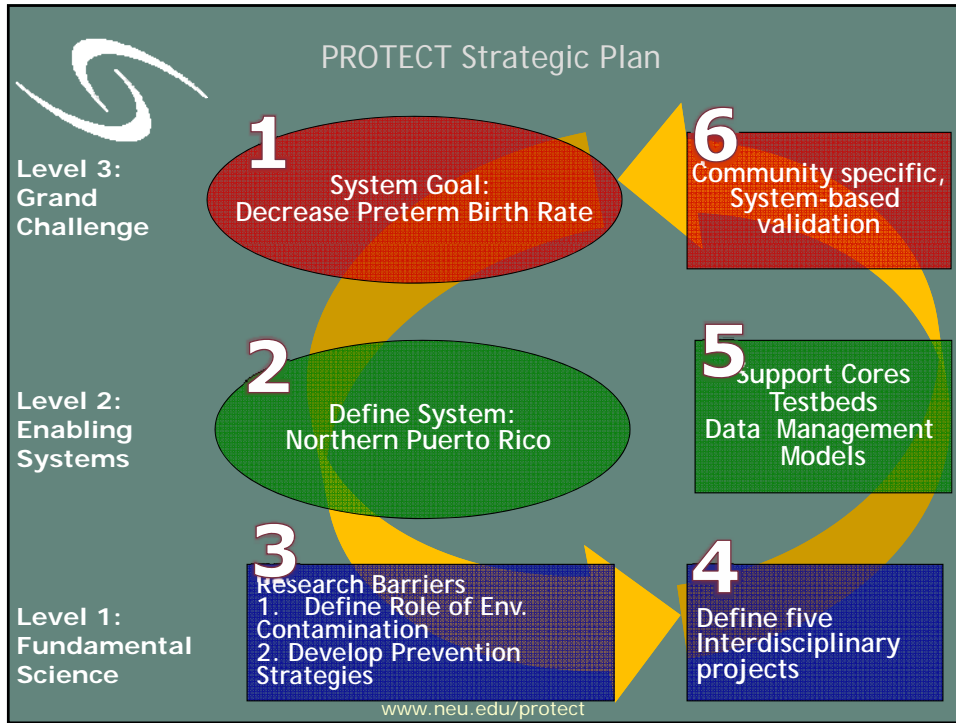 PROTECT Strategic Plan
Level 3:
Grand
Challenge
1
System Goal:
Decrease Preterm Birth Rate
6
Community specific,
System-based
validation
Level 2:
Enabling
Systems
2
Define System:
Northern Puerto Rico
5
Support Cores
Testbeds
Data Management
Models
Level 1:
Fundamental
Science
3
Research Barriers
1. Define Role of Env.
Contamination
2. Develop Prevention
Strategies
4
Define five
Interdisciplinary
projects
www.neu.edu/protect